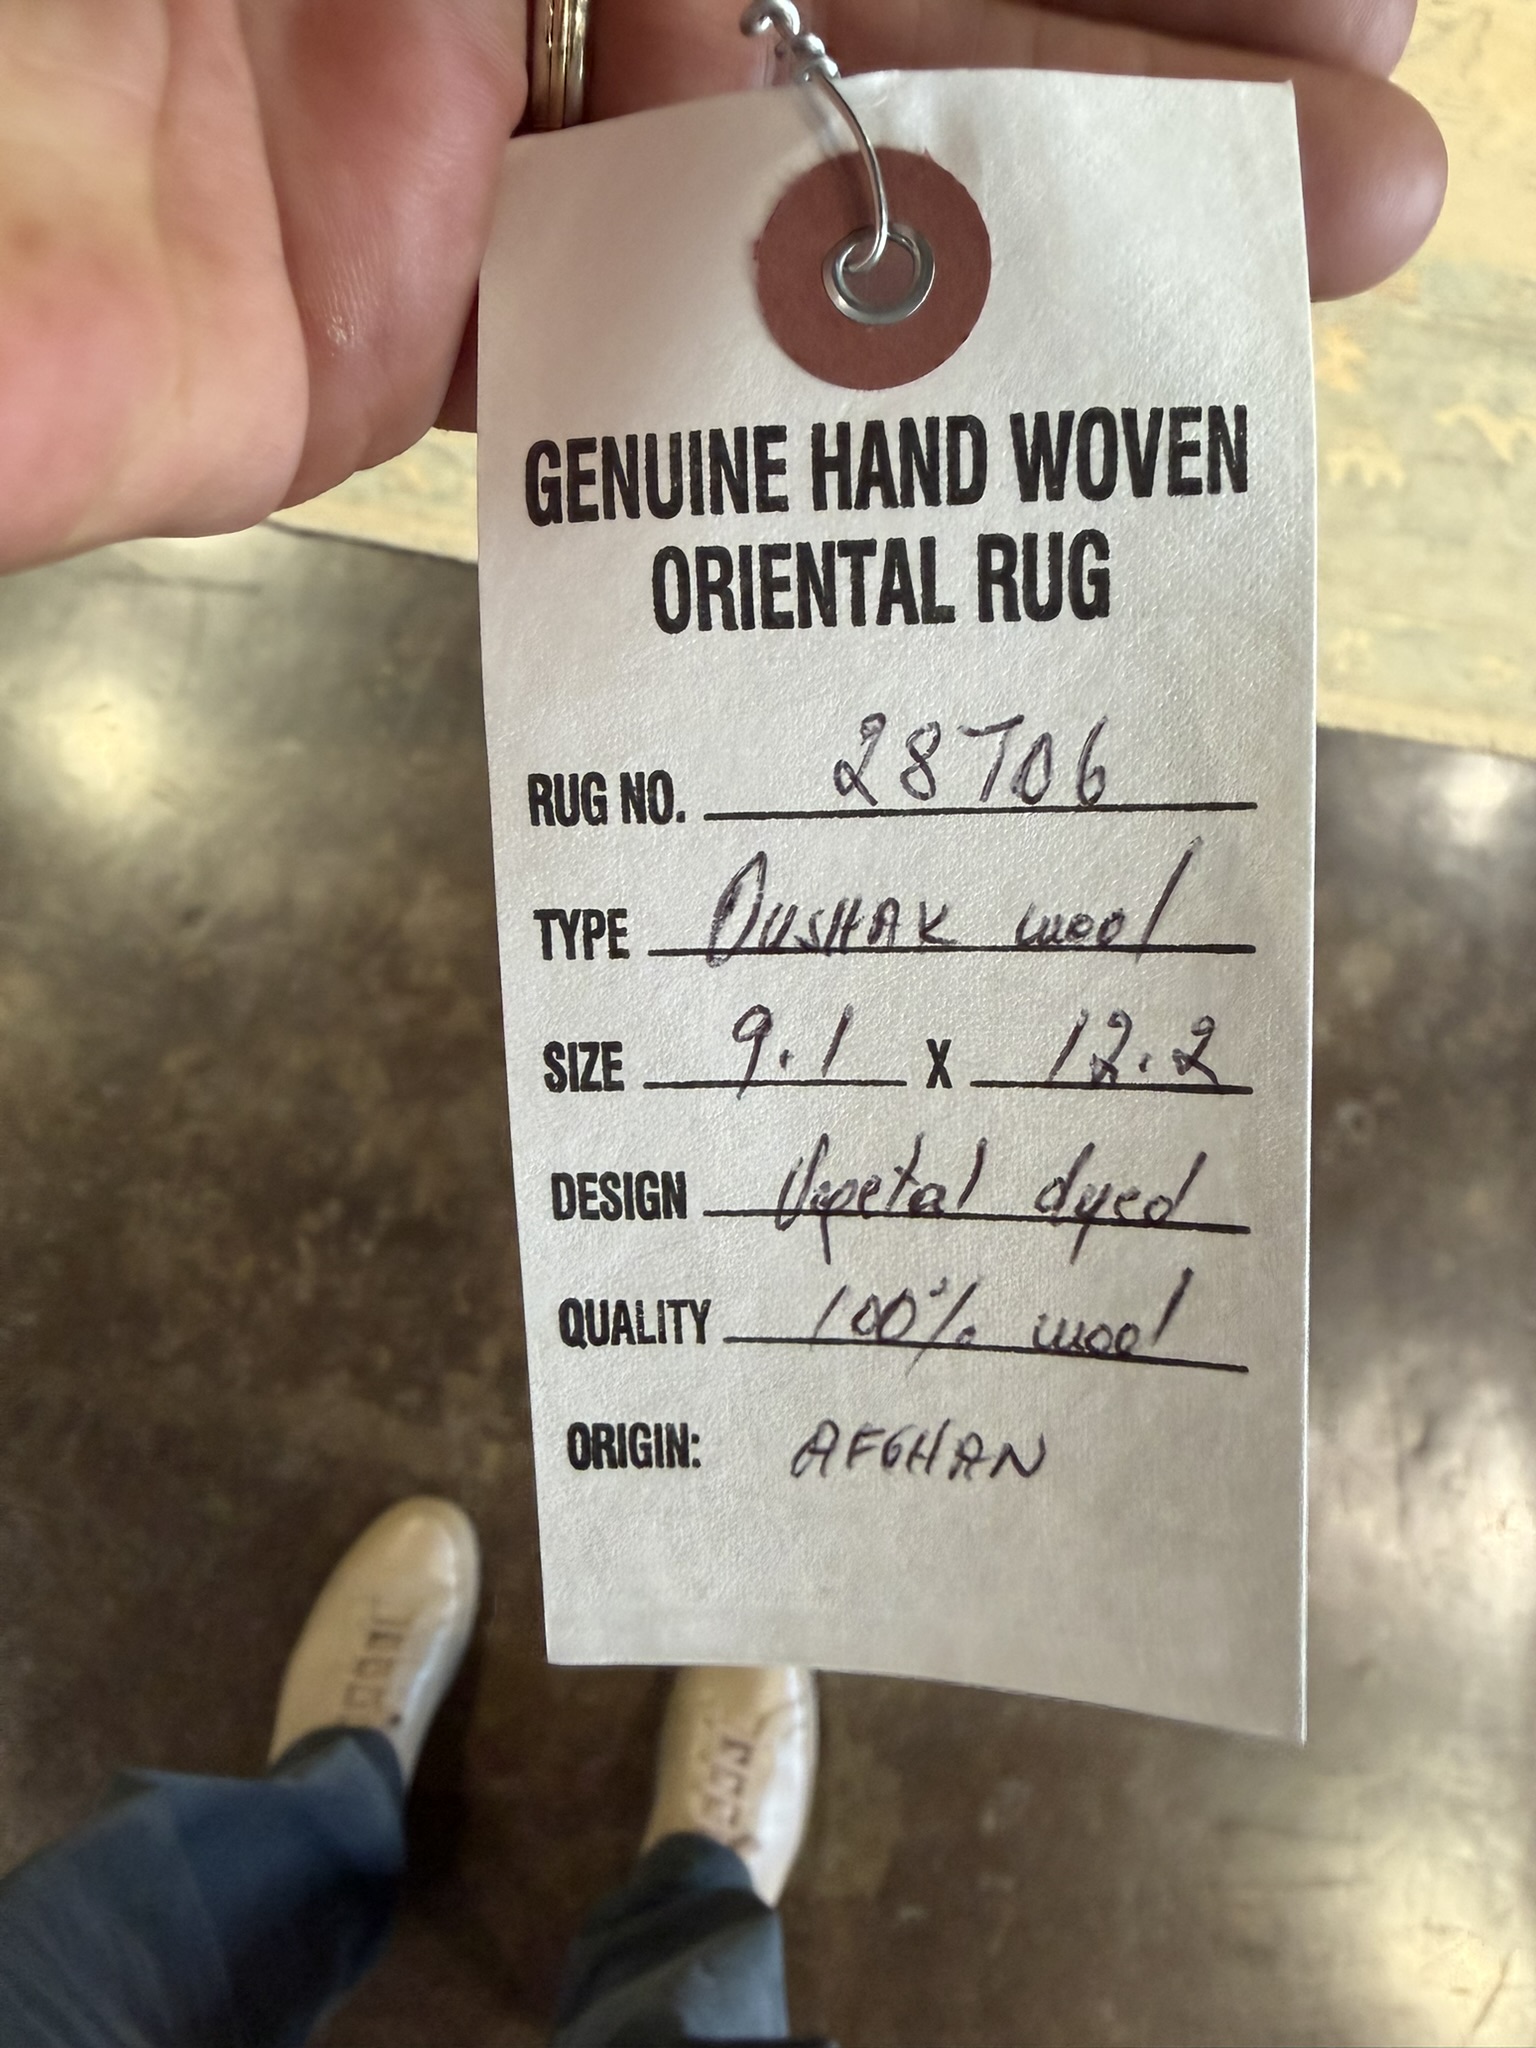 GENUINE HAND WOVEN
ORIENTAL RUG
RUG NO. 28706
TYPE OUSHAK wool
SIZE 9.1 X 12.2
DESIGN Vegetal dyed
QUALITY 100% wool
ORIGIN: AFGHAN